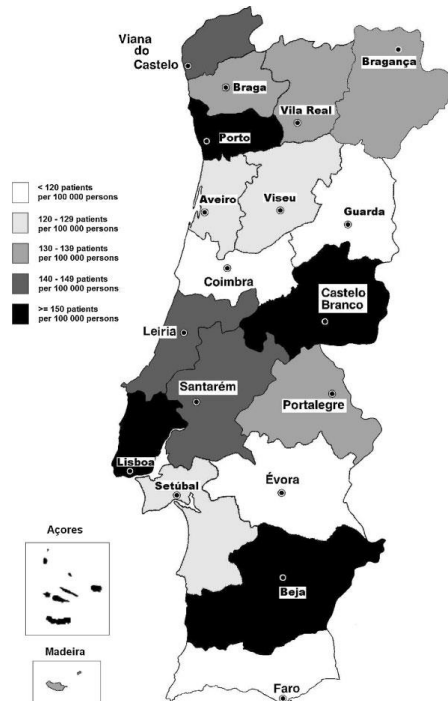 Viana
do
Castelo
Bragança
Braga
Vila Real
Porto
< 120 patients
per 100 000 persons
120 - 129 patients
per 100 000 persons
130 - 139 patients
per 100 000 persons
140 - 149 patients
per 100 000 persons
>= 150 patients
per 100 000 persons
Aveiro
Viseu
Guarda
Coimbra
Castelo
Branco
Leiria
Santarém
Portalegre
Lisboa
Setúbal
Évora
Açores
Beja
Madeira
Faro